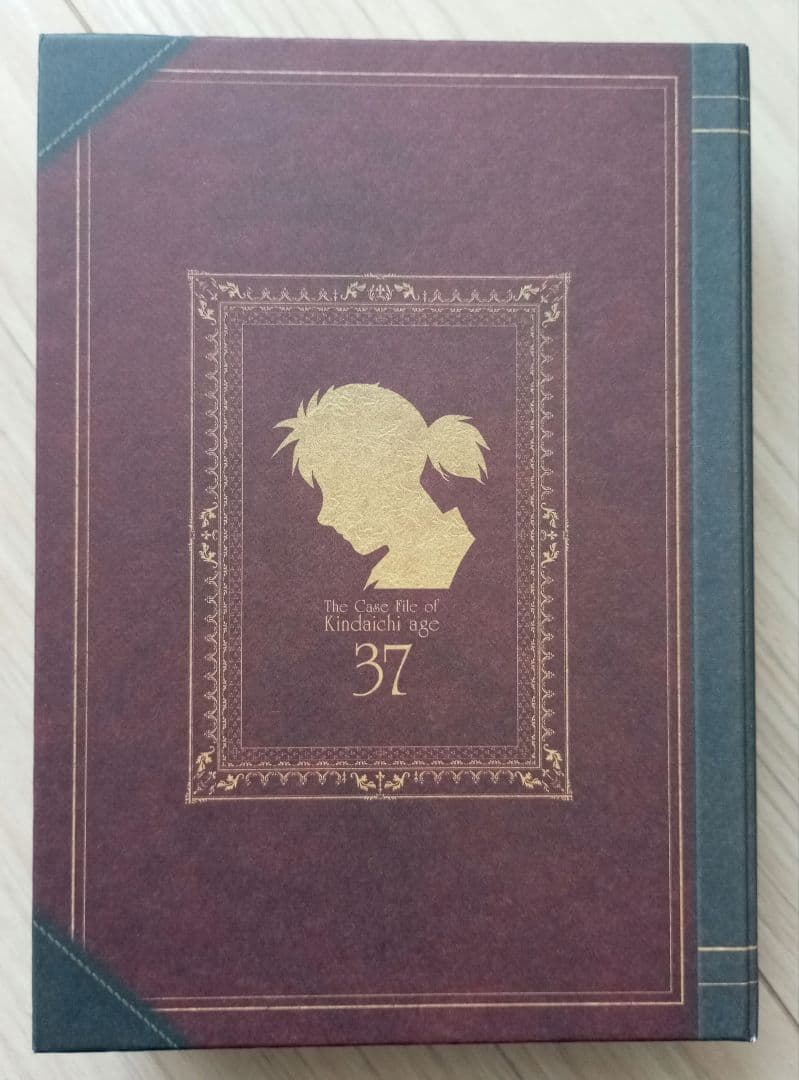 The Case File of
Kindaichi age
37